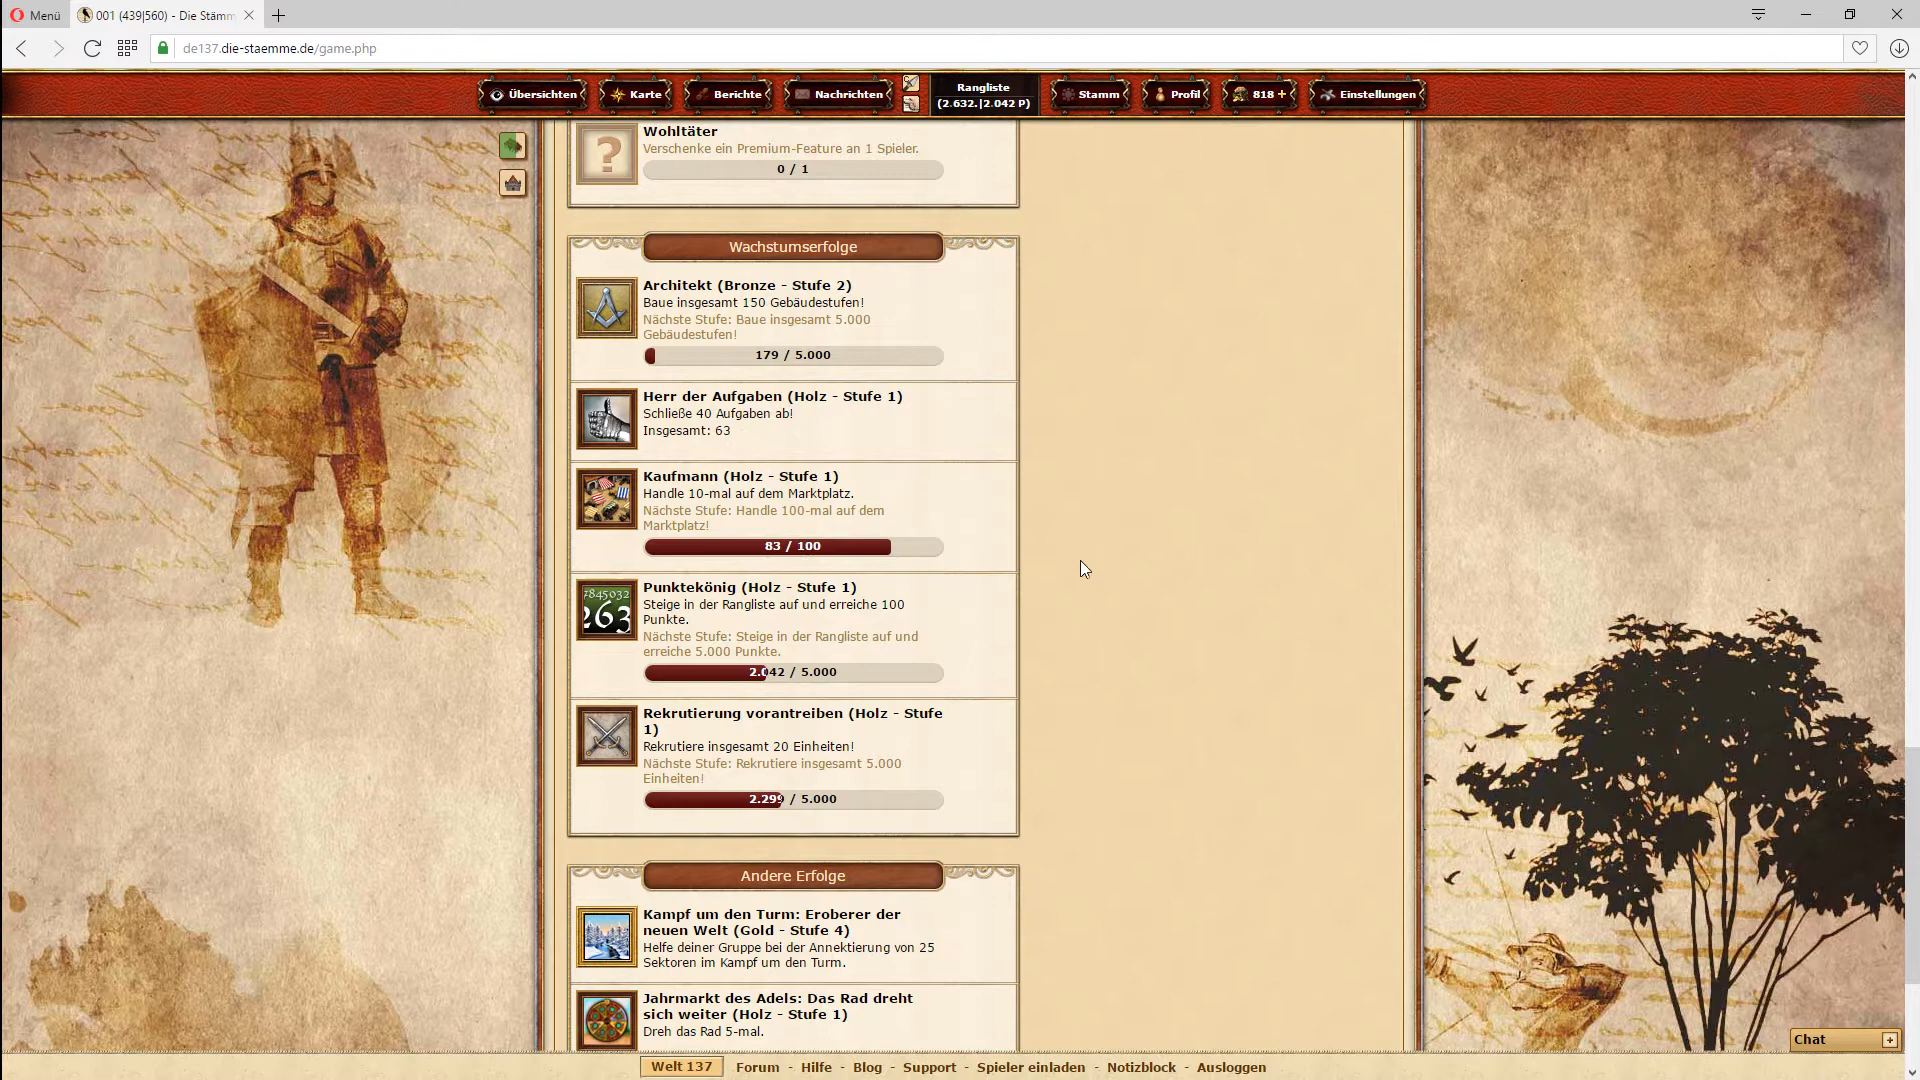 Menü
001 (439|560) - Die Stämm
de137.die-staemme.de/game.php
Übersichten
Karte
Berichte
Nachrichten
Rangliste
(2.632.|2.042 P)
Stamm
Profil
818 +
Einstellungen
?
Wohltäter
Verschenke ein Premium-Feature an 1 Spieler.
0 / 1
Wachstumserfolge
Architekt (Bronze - Stufe 2)
Baue insgesamt 150 Gebäudestufen!
Nächste Stufe: Baue insgesamt 5.000
Gebäudestufen!
179 / 5.000
Herr der Aufgaben (Holz - Stufe 1)
Schließe 40 Aufgaben ab!
Insgesamt: 63
Kaufmann (Holz - Stufe 1)
Handle 10-mal auf dem Marktplatz.
Nächste Stufe: Handle 100-mal auf dem
Marktplatz!
83 / 100
7845032
263
Punktekönig (Holz - Stufe 1)
Steige in der Rangliste auf und erreiche 100
Punkte.
Nächste Stufe: Steige in der Rangliste auf und
erreiche 5.000 Punkte.
2.042 / 5.000
Rekrutierung vorantreiben (Holz - Stufe
1)
Rekrutiere insgesamt 20 Einheiten!
Nächste Stufe: Rekrutiere insgesamt 5.000
Einheiten!
2.299 / 5.000
Andere Erfolge
Kampf um den Turm: Eroberer der
neuen Welt (Gold - Stufe 4)
Helfe deiner Gruppe bei der Annektierung von 25
Sektoren im Kampf um den Turm.
Jahrmarkt des Adels: Das Rad dreht
sich weiter (Holz - Stufe 1)
Dreh das Rad 5-mal.
Chat
Welt 137 Forum - Hilfe - Blog - Support - Spieler einladen - Notizblock - Ausloggen